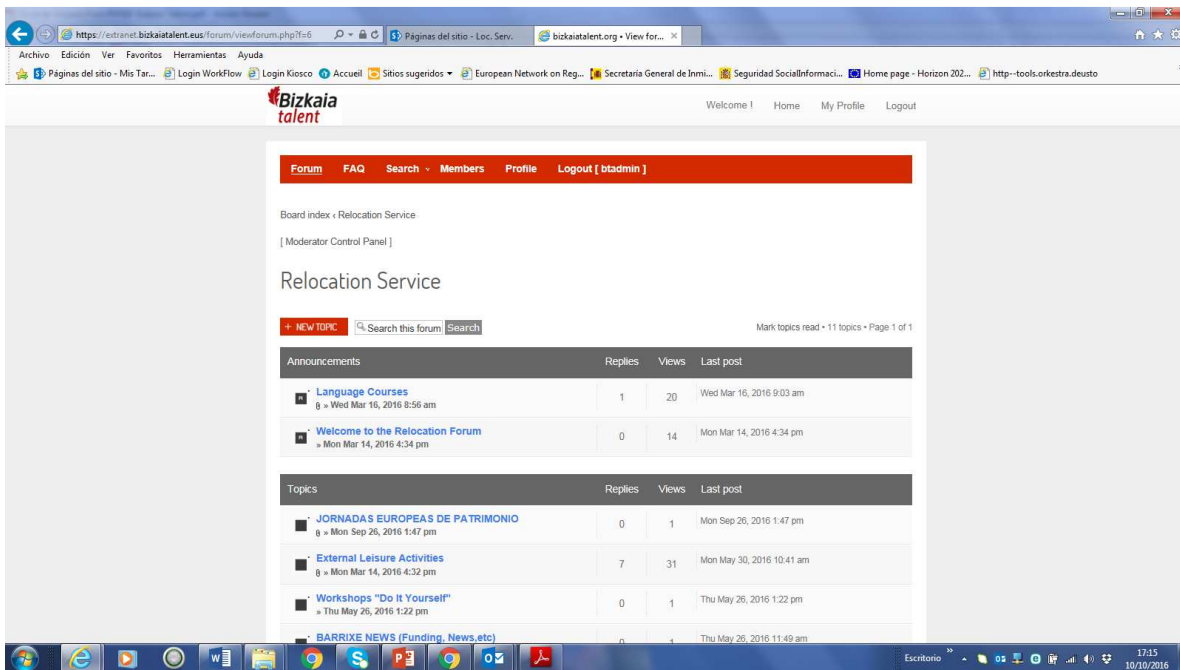 https://extranet.bizkaiatalent.eus/forum/viewforum.php?f=6
Páginas del sitio - Loc. Serv.
bizkaiatalent.org • View for...
Archivo Edición Ver Favoritos Herramientas Ayuda
Páginas del sitio - Mis Tar... Login WorkFlow Login Kiosco Accueil Sitios sugeridos European Network on Reg... Secretaría General de Inmi... Seguridad SocialInformaci... Home page - Horizon 202... http--tools.orkestra.deusto
Bizkaia
talent
Welcome ! Home My Profile Logout
Forum FAQ Search Members Profile Logout [ btadmin ]
Board index ‹ Relocation Service
[ Moderator Control Panel ]
Relocation Service
+ NEW TOPIC Search this forum Search Mark topics read • 11 topics • Page 1 of 1
Announcements Replies Views Last post
Language Courses 1 20 Wed Mar 16, 2016 9:03 am
» Wed Mar 16, 2016 8:56 am
Welcome to the Relocation Forum 0 14 Mon Mar 14, 2016 4:34 pm
» Mon Mar 14, 2016 4:34 pm
Topics Replies Views Last post
JORNADAS EUROPEAS DE PATRIMONIO 0 1 Mon Sep 26, 2016 1:47 pm
» Mon Sep 26, 2016 1:47 pm
External Leisure Activities 7 31 Mon May 30, 2016 10:41 am
» Mon Mar 14, 2016 4:32 pm
Workshops "Do It Yourself" 0 1 Thu May 26, 2016 1:22 pm
» Thu May 26, 2016 1:22 pm
BARRIXE NEWS (Funding, News,etc) 0 1 Thu May 26, 2016 11:49 am
Escritorio 17:15
10/10/2016